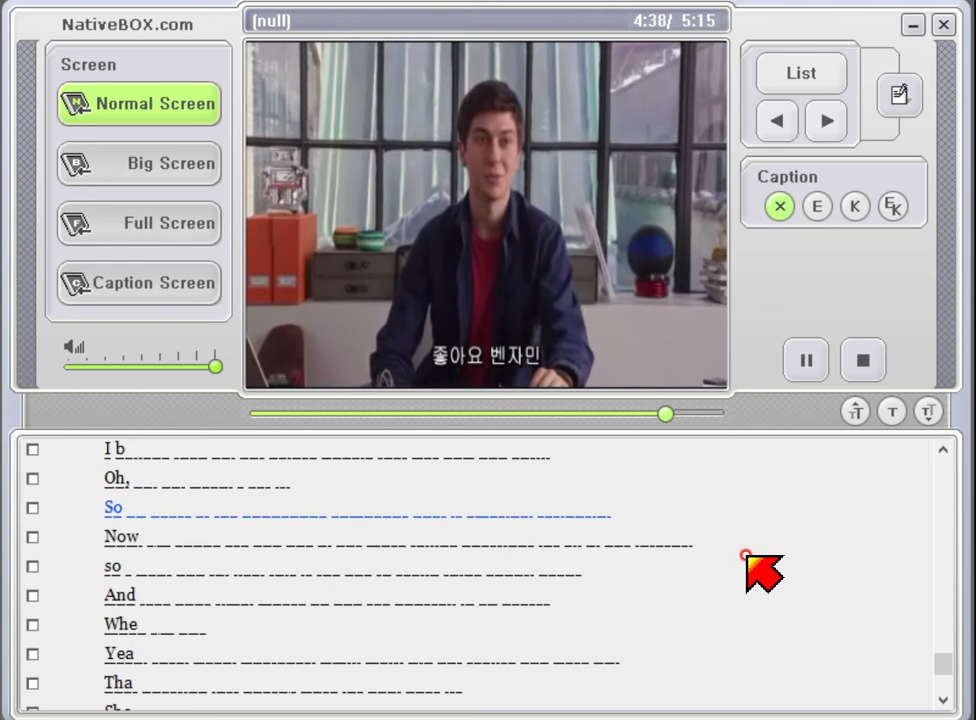 NativeBOX.com
(null)
4:38/ 5:15
Screen
Normal Screen
Big Screen
Full Screen
Caption Screen
List
Caption
E
K
EK
좋아요 벤자민
T
T
T
I b
Oh,
So
Now
so
And
Whe
Yea
Tha